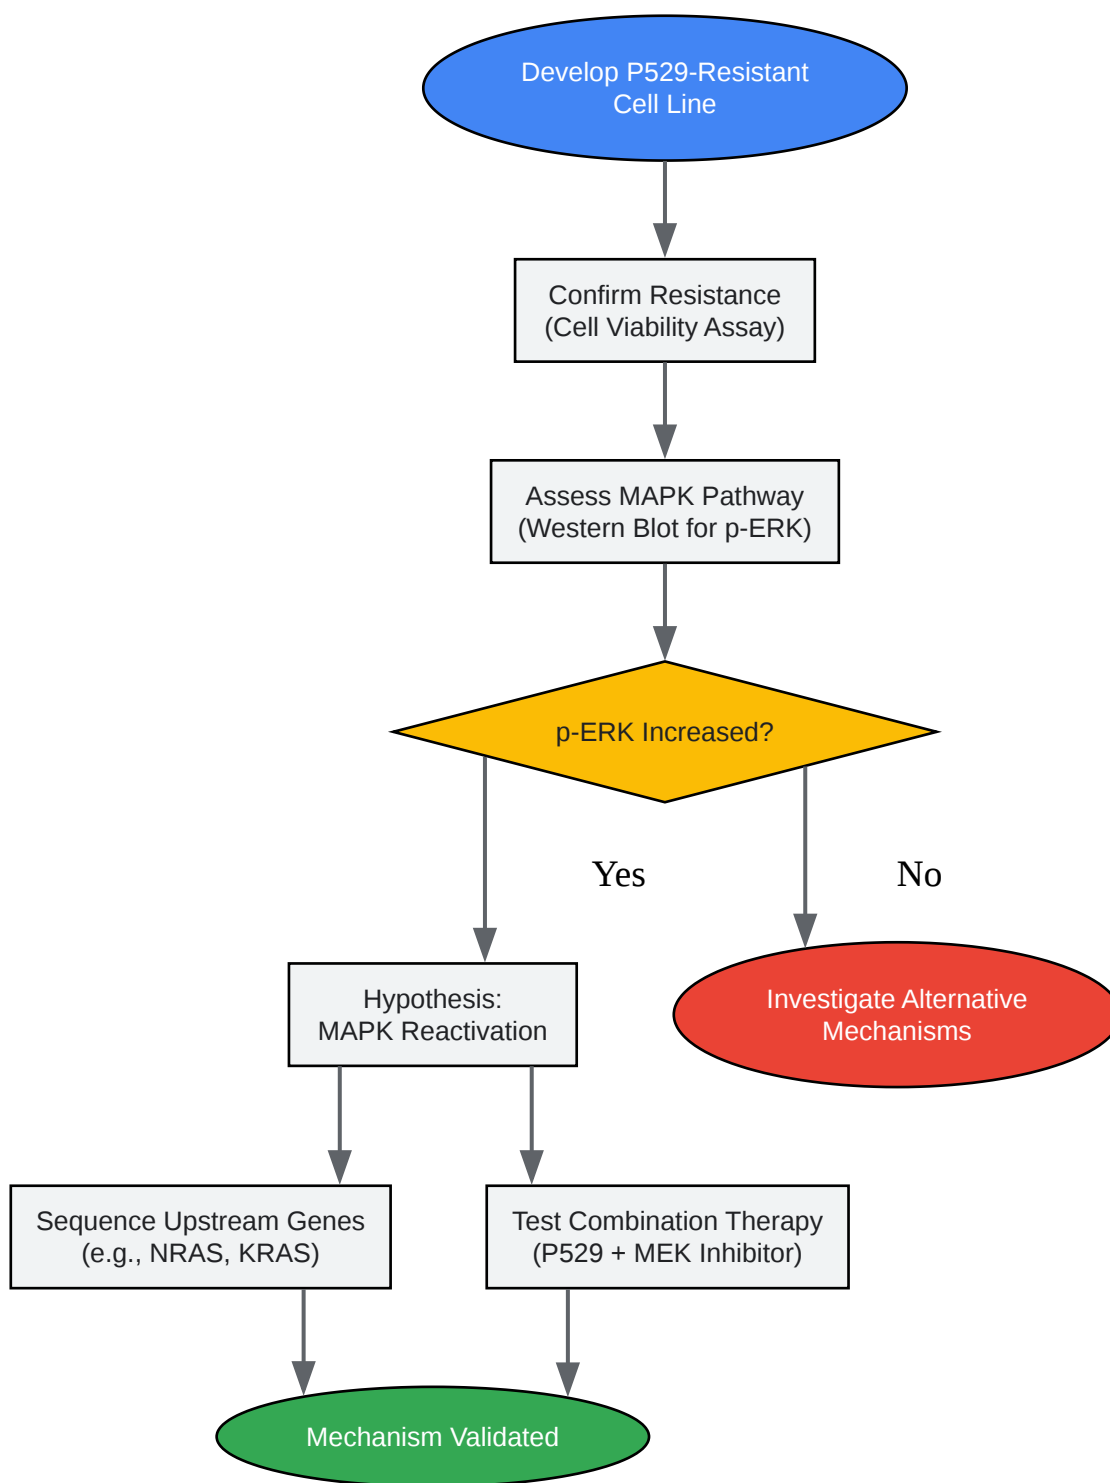 Develop P529-Resistant
Cell Line
Confirm Resistance
(Cell Viability Assay)
Assess MAPK Pathway
(Western Blot for p-ERK)
p-ERK Increased?
Yes
No
Hypothesis:
MAPK Reactivation
Investigate Alternative
Mechanisms
Sequence Upstream Genes
(e.g., NRAS, KRAS)
Test Combination Therapy
(P529 + MEK Inhibitor)
Mechanism Validated